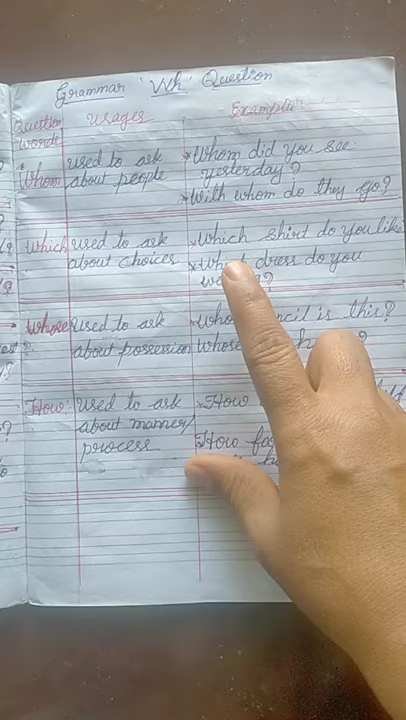 Grammar 'Wh' Question
Question words usages Example:
Whom used to ask about people
* Whom did you see yesterday?
* With whom do they go?
Which used to ask about choices
* Which shirt do you like
* dress do you
Whose used to ask about possession
is this?
Whose
How: used to ask about manner/process
* How
How